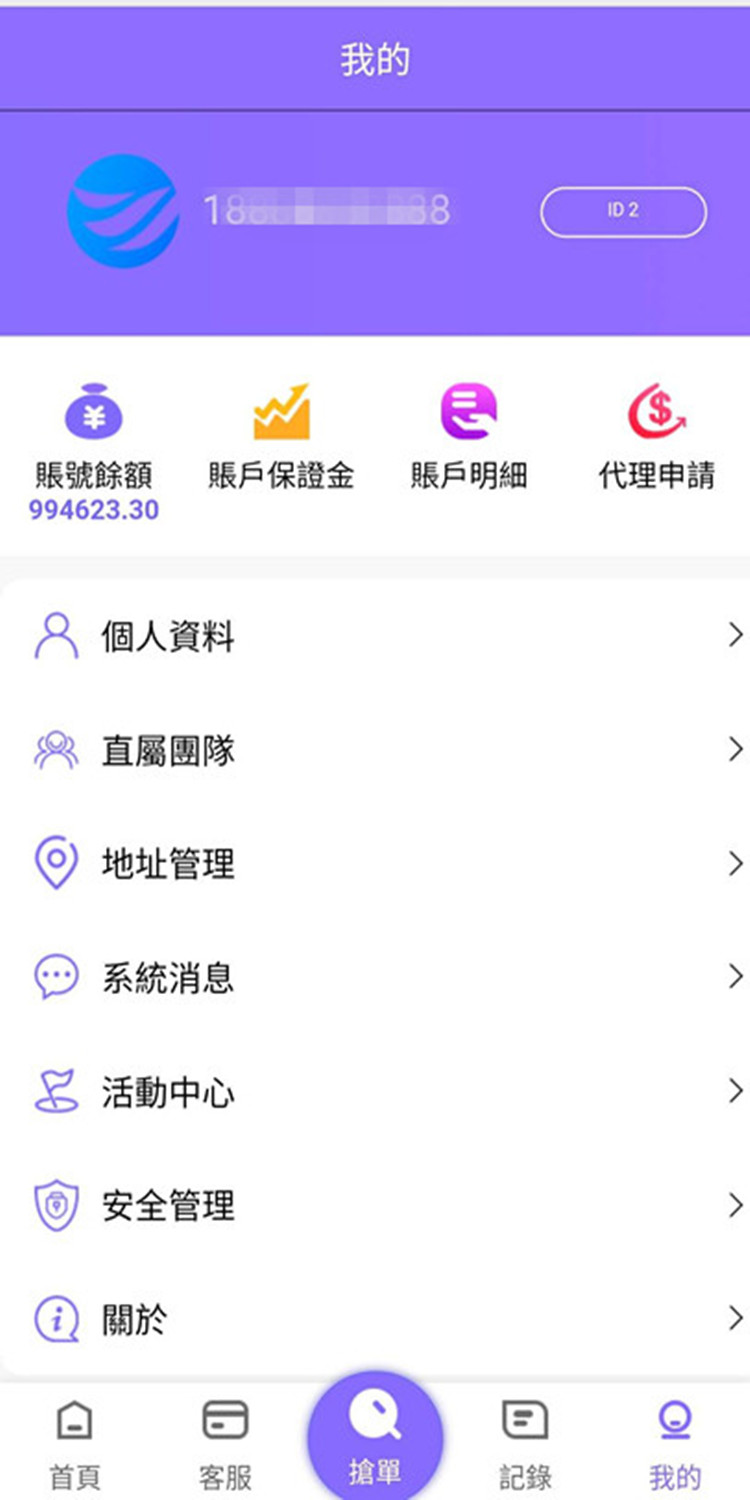 我的
ID 2
賬號餘額
994623.30
賬戶保證金
賬戶明細
代理申請
個人資料
直屬團隊
地址管理
系統消息
活動中心
安全管理
關於
首頁
客服
搶單
記錄
我的